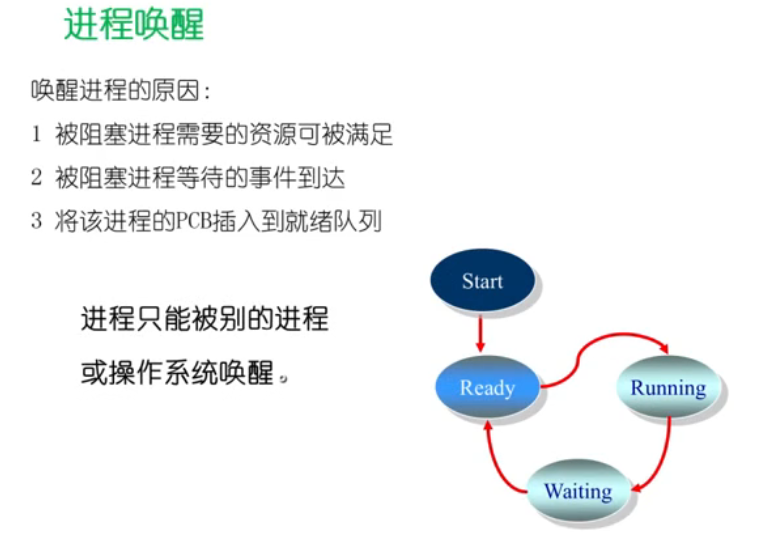 进程唤醒
唤醒进程的原因：
1 被阻塞进程需要的资源可被满足
2 被阻塞进程等待的事件到达
3 将该进程的PCB插入到就绪队列
进程只能被别的进程
或操作系统唤醒。
Start
Ready
Running
Waiting